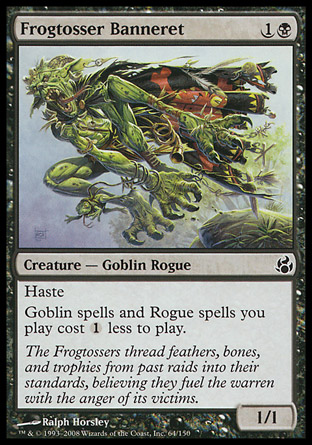 Frogtosser Banneret 1
Creature — Goblin Rogue
Haste
Goblin spells and Rogue spells you
play cost 1 less to play.
The Frogtossers thread feathers, bones,
and trophies from past raids into their
standards, believing they fuel the warren
with the anger of its victims.
Ralph Horsley
™ & © 1993–2008 Wizards of the Coast, Inc. 64/150
1/1